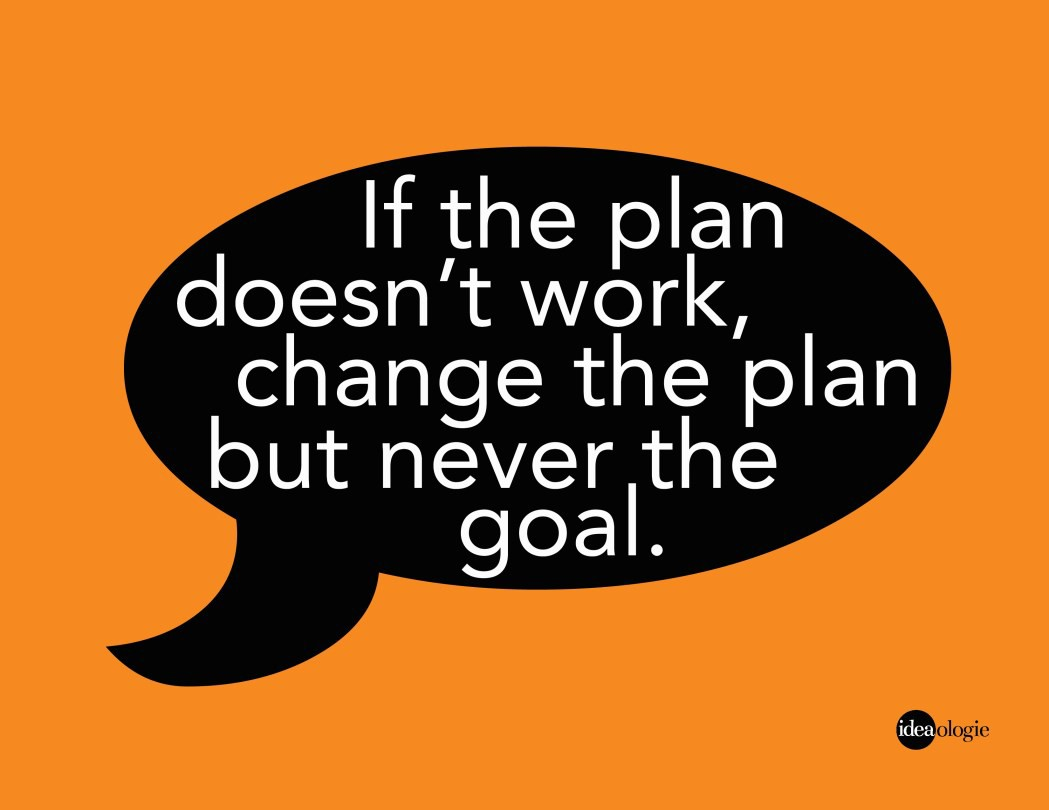 If the plan
doesn’t work,
change the plan
but never the
goal.
ideaologie